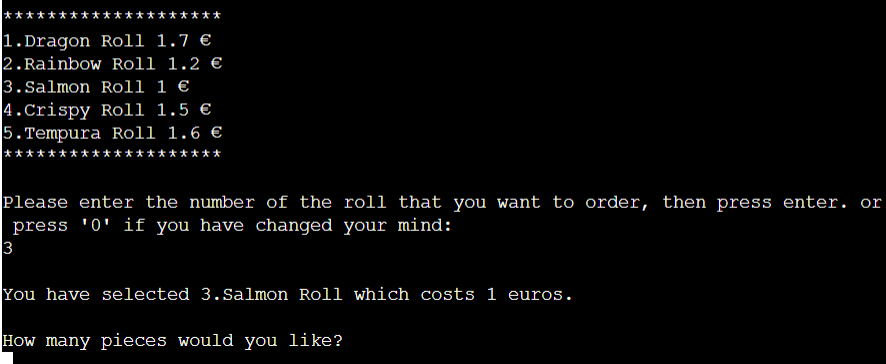 ********************
1.Dragon Roll 1.7 €
2.Rainbow Roll 1.2 €
3.Salmon Roll 1 €
4.Crispy Roll 1.5 €
5.Tempura Roll 1.6 €
********************
Please enter the number of the roll that you want to order, then press enter. or
press '0' if you have changed your mind:
3
You have selected 3.Salmon Roll which costs 1 euros.
How many pieces would you like?